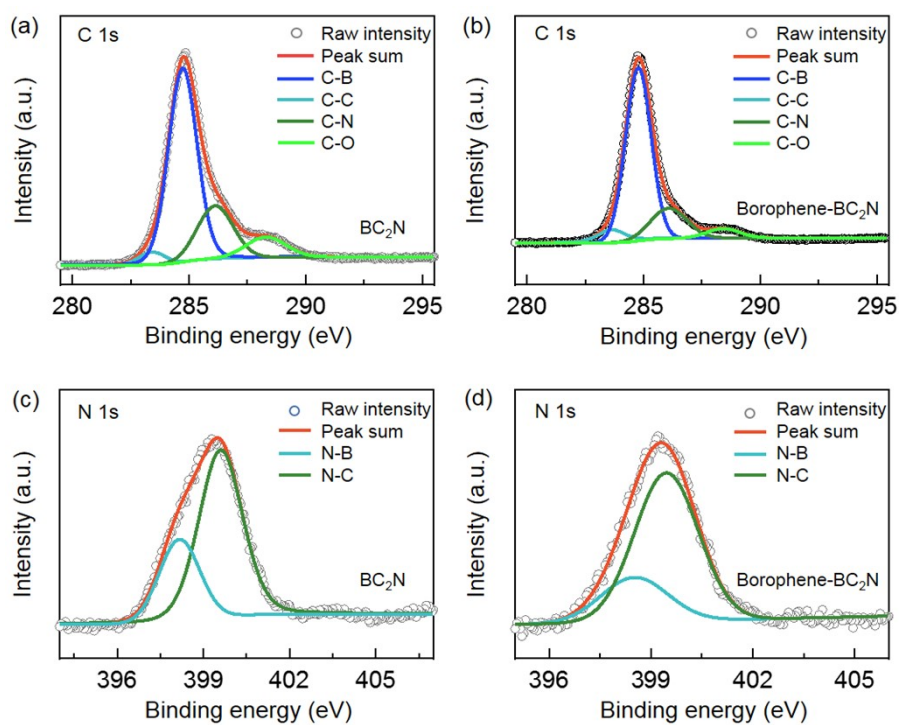 (a)
C 1s
Raw intensity
Peak sum
C-B
C-C
C-N
C-O
BC₂N
Intensity (a.u.)
280 285 290 295
Binding energy (eV)
(b)
C 1s
Raw intensity
Peak sum
C-B
C-C
C-N
C-O
Borophene-BC₂N
Intensity (a.u.)
280 285 290 295
Binding energy (eV)
(c)
N 1s
Raw intensity
Peak sum
N-B
N-C
BC₂N
Intensity (a.u.)
396 399 402 405
Binding energy (eV)
(d)
N 1s
Raw intensity
Peak sum
N-B
N-C
Borophene-BC₂N
Intensity (a.u.)
396 399 402 405
Binding energy (eV)